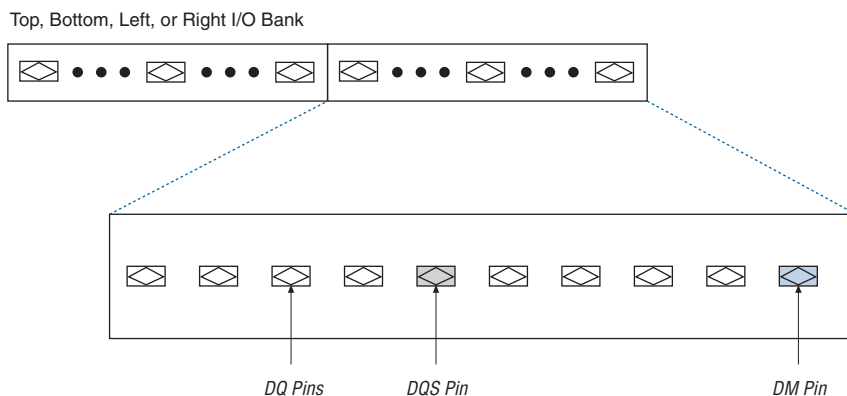 Top, Bottom, Left, or Right I/O Bank
DQ Pins DQS Pin DM Pin